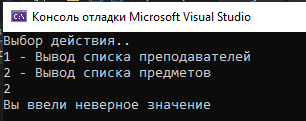 Консоль отладки Microsoft Visual Studio
Выбор действия..
1 - Вывод списка преподавателей
2 - Вывод списка предметов
2
Вы ввели неверное значение